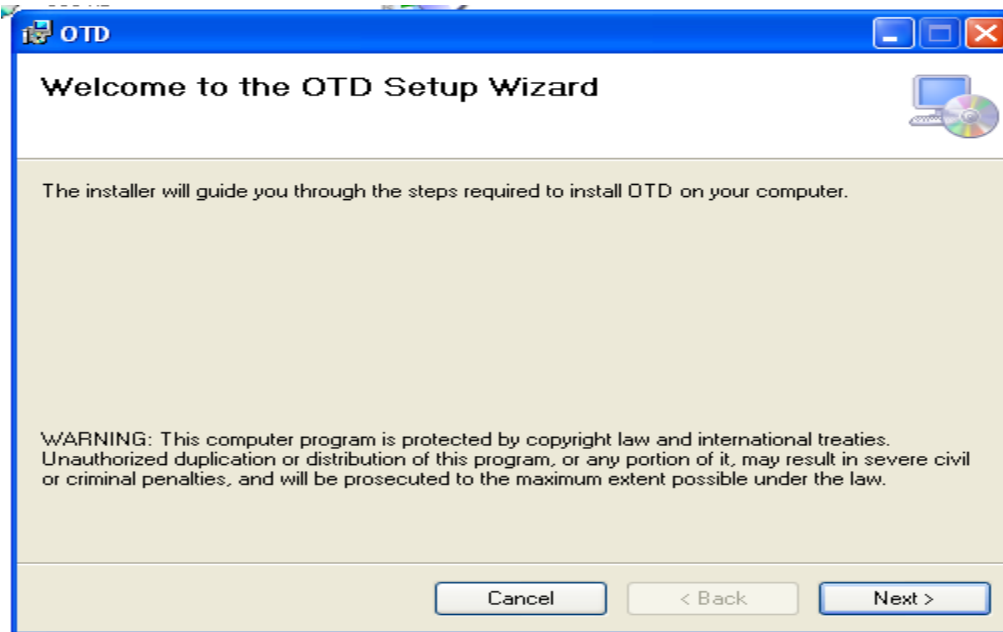 OTD
Welcome to the OTD Setup Wizard
The installer will guide you through the steps required to install OTD on your computer.
WARNING: This computer program is protected by copyright law and international treaties.
Unauthorized duplication or distribution of this program, or any portion of it, may result in severe civil
or criminal penalties, and will be prosecuted to the maximum extent possible under the law.
Cancel
< Back
Next >